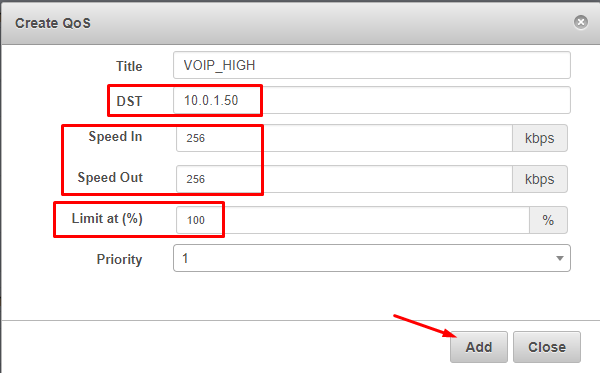 Create QoS
Title VOIP_HIGH
DST 10.0.1.50
Speed In 256 kbps
Speed Out 256 kbps
Limit at (%) 100 %
Priority 1
Add Close